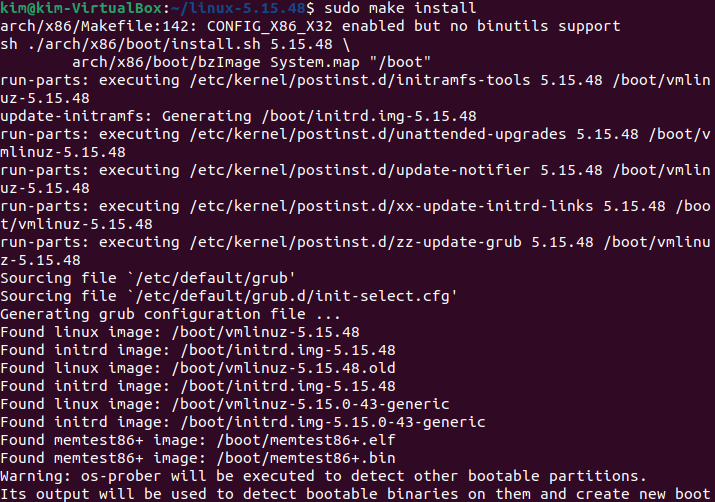 kim@kim-VirtualBox:~/linux-5.15.48$ sudo make install
arch/x86/Makefile:142: CONFIG_X86_X32 enabled but no binutils support
sh ./arch/x86/boot/install.sh 5.15.48 \
        arch/x86/boot/bzImage System.map "/boot"
run-parts: executing /etc/kernel/postinst.d/initramfs-tools 5.15.48 /boot/vmlin
uz-5.15.48
update-initramfs: Generating /boot/initrd.img-5.15.48
run-parts: executing /etc/kernel/postinst.d/unattended-upgrades 5.15.48 /boot/v
mlinuz-5.15.48
run-parts: executing /etc/kernel/postinst.d/update-notifier 5.15.48 /boot/vmlin
uz-5.15.48
run-parts: executing /etc/kernel/postinst.d/xx-update-initrd-links 5.15.48 /boo
t/vmlinuz-5.15.48
run-parts: executing /etc/kernel/postinst.d/zz-update-grub 5.15.48 /boot/vmlinu
z-5.15.48
Sourcing file `/etc/default/grub'
Sourcing file `/etc/default/grub.d/init-select.cfg'
Generating grub configuration file ...
Found linux image: /boot/vmlinuz-5.15.48
Found initrd image: /boot/initrd.img-5.15.48
Found linux image: /boot/vmlinuz-5.15.48.old
Found initrd image: /boot/initrd.img-5.15.48
Found linux image: /boot/vmlinuz-5.15.0-43-generic
Found initrd image: /boot/initrd.img-5.15.0-43-generic
Found memtest86+ image: /boot/memtest86+.elf
Found memtest86+ image: /boot/memtest86+.bin
Warning: os-prober will be executed to detect other bootable partitions.
Its output will be used to detect bootable binaries on them and create new boot